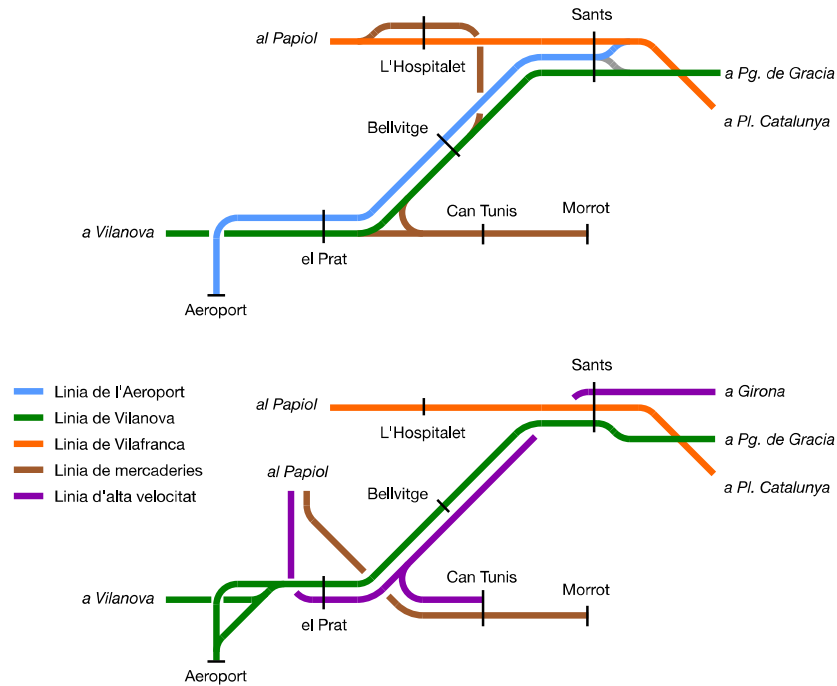 Sants
al Papiol
L'Hospitalet
a Pg. de Gracia
Bellvitge
a Pl. Catalunya
Can Tunis
Morrot
a Vilanova
el Prat
Aeroport
Sants
Linia de l'Aeroport
a Girona
Linia de Vilanova
al Papiol
L'Hospitalet
a Pg. de Gracia
Linia de Vilafranca
Linia de mercaderies
al Papiol
a Pl. Catalunya
Linia d'alta velocitat
Bellvitge
Can Tunis
Morrot
a Vilanova
el Prat
Aeroport